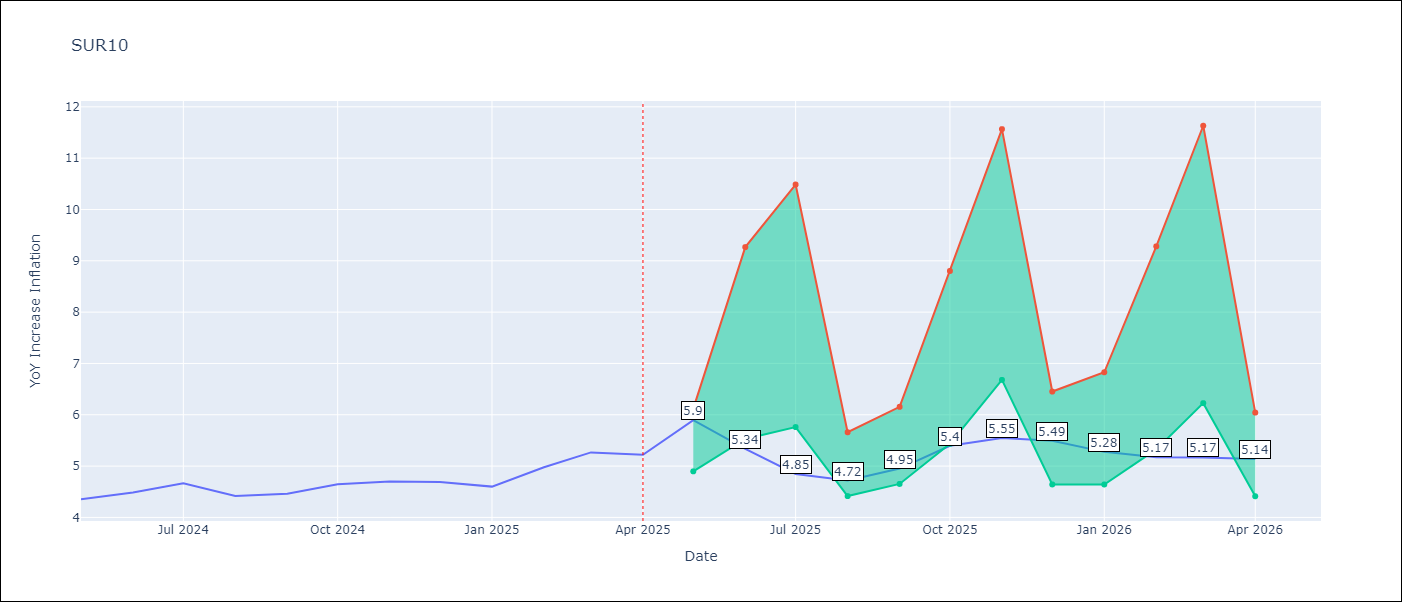 SUR10
12
11
10
9
8
7
6
5
4
YoY Increase Inflation
5.9
5.34
4.85
4.72
4.95
5.4
5.55
5.49
5.28
5.17
5.17
5.14
Jul 2024
Oct 2024
Jan 2025
Apr 2025
Jul 2025
Oct 2025
Jan 2026
Apr 2026
Date